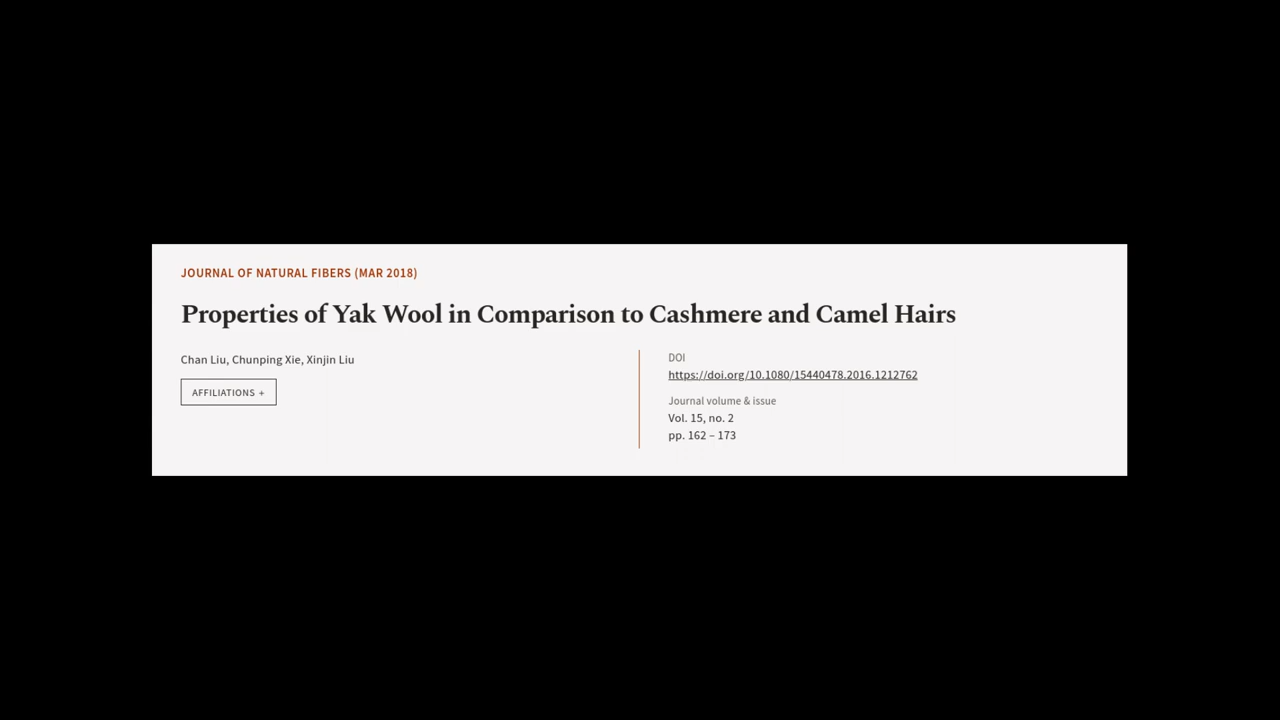 JOURNAL OF NATURAL FIBERS (MAR 2018)
Properties of Yak Wool in Comparison to Cashmere and Camel Hairs
Chan Liu, Chunping Xie, Xinjin Liu
AFFILIATIONS +
DOI
https://doi.org/10.1080/15440478.2016.1212762
Journal volume & issue
Vol. 15, no. 2
pp. 162 – 173